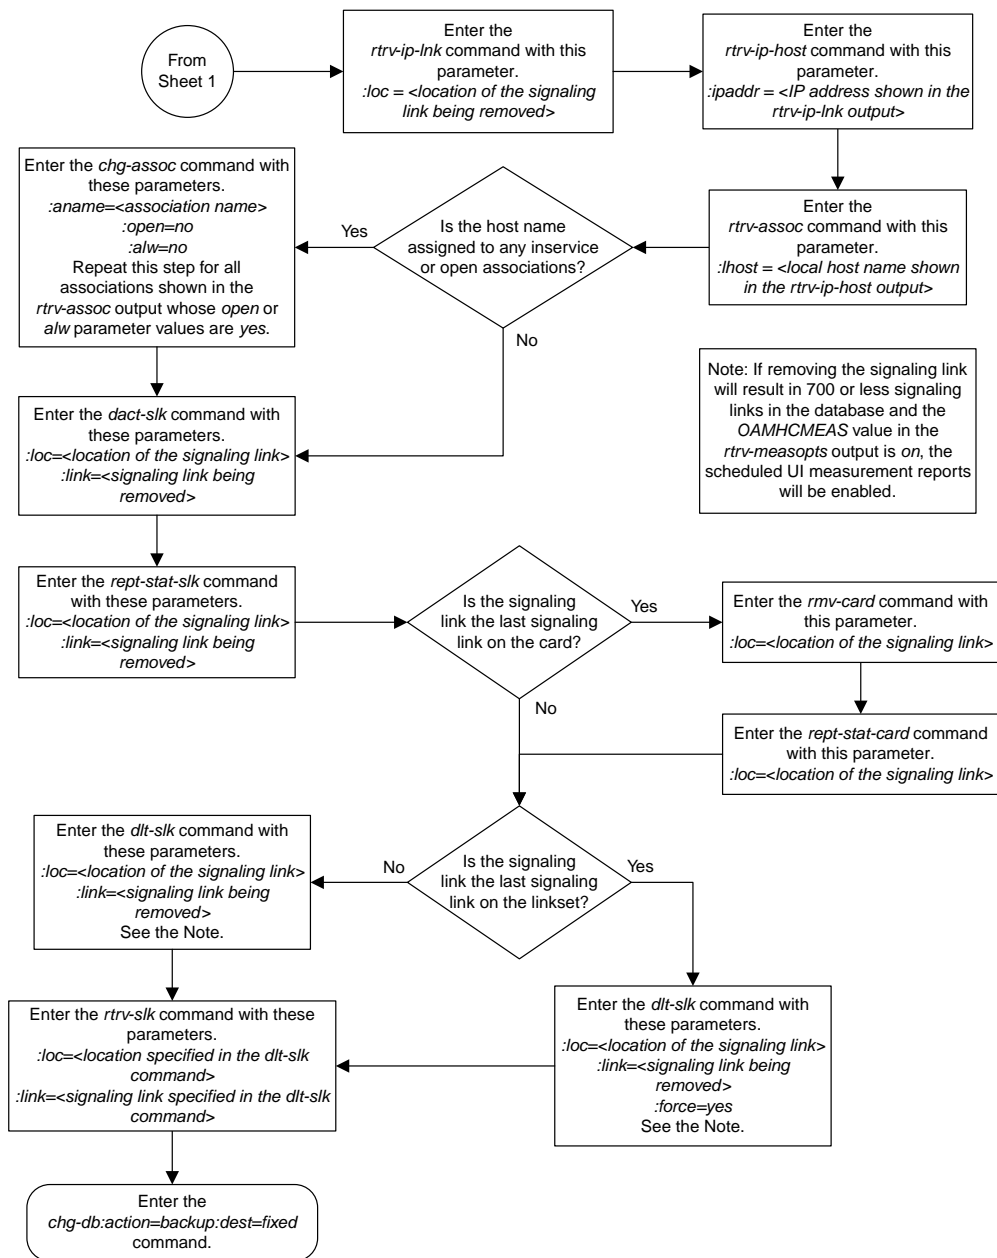 From
Sheet 1
Enter the
rtrv-ip-lnk command with this
parameter.
:loc = <location of the signaling
link being removed>
Enter the
rtrv-ip-host command with this
parameter.
:ipaddr = <IP address shown in the
rtrv-ip-lnk output>
Enter the
rtrv-assoc command with this
parameter.
:lhost = <local host name shown
in the rtrv-ip-host output>
Is the host name
assigned to any inservice
or open associations?
Yes
No
Enter the chg-assoc command with
these parameters.
:aname=<association name>
:open=no
:alw=no
Repeat this step for all
associations shown in the
rtrv-assoc output whose open or
alw parameter values are yes.
Note: If removing the signaling link
will result in 700 or less signaling
links in the database and the
OAMHCMEAS value in the
rtrv-measopts output is on, the
scheduled UI measurement reports
will be enabled.
Enter the dact-slk command with
these parameters.
:loc=<location of the signaling link>
:link=<signaling link being
removed>
Enter the rept-stat-slk command
with these parameters.
:loc=<location of the signaling link>
:link=<signaling link being
removed>
Is the signaling
link the last signaling
link on the card?
Yes
No
Enter the rmv-card command with
this parameter.
:loc=<location of the signaling link>
Enter the rept-stat-card command
with this parameter.
:loc=<location of the signaling link>
Is the signaling
link the last signaling
link on the linkset?
No
Yes
Enter the dlt-slk command with
these parameters.
:loc=<location of the signaling link>
:link=<signaling link being
removed>
See the Note.
Enter the dlt-slk command with
these parameters.
:loc=<location of the signaling link>
:link=<signaling link being
removed>
:force=yes
See the Note.
Enter the rtrv-slk command with these
parameters.
:loc=<location specified in the dlt-slk
command>
:link=<signaling link specified in the dlt-slk
command>
Enter the
chg-db:action=backup:dest=fixed
command.